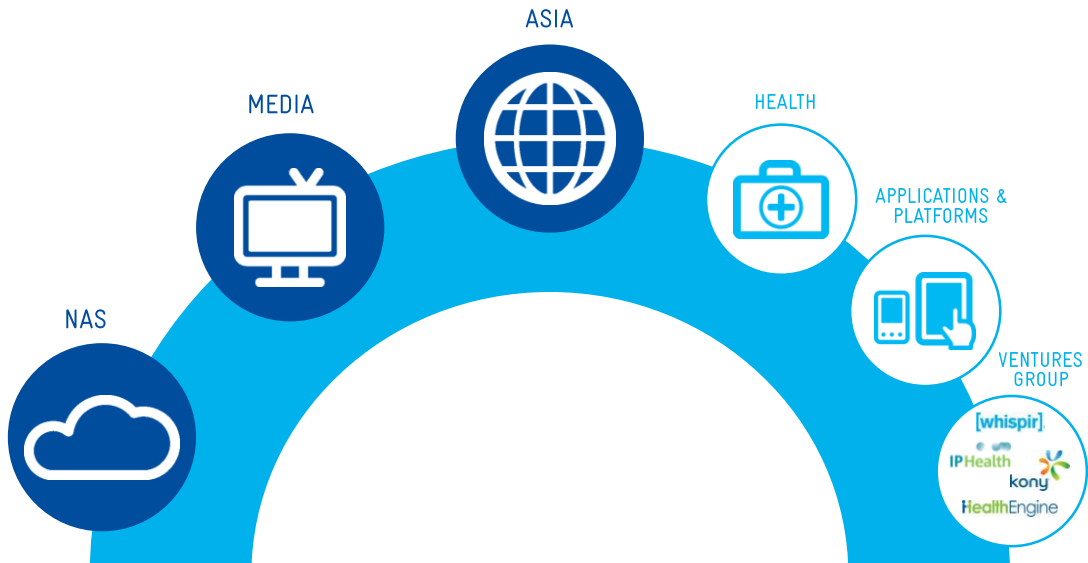 ASIA
MEDIA
HEALTH
APPLICATIONS &
PLATFORMS
NAS
VENTURES
GROUP
[whispir]
IPHealth
kony
HealthEngine